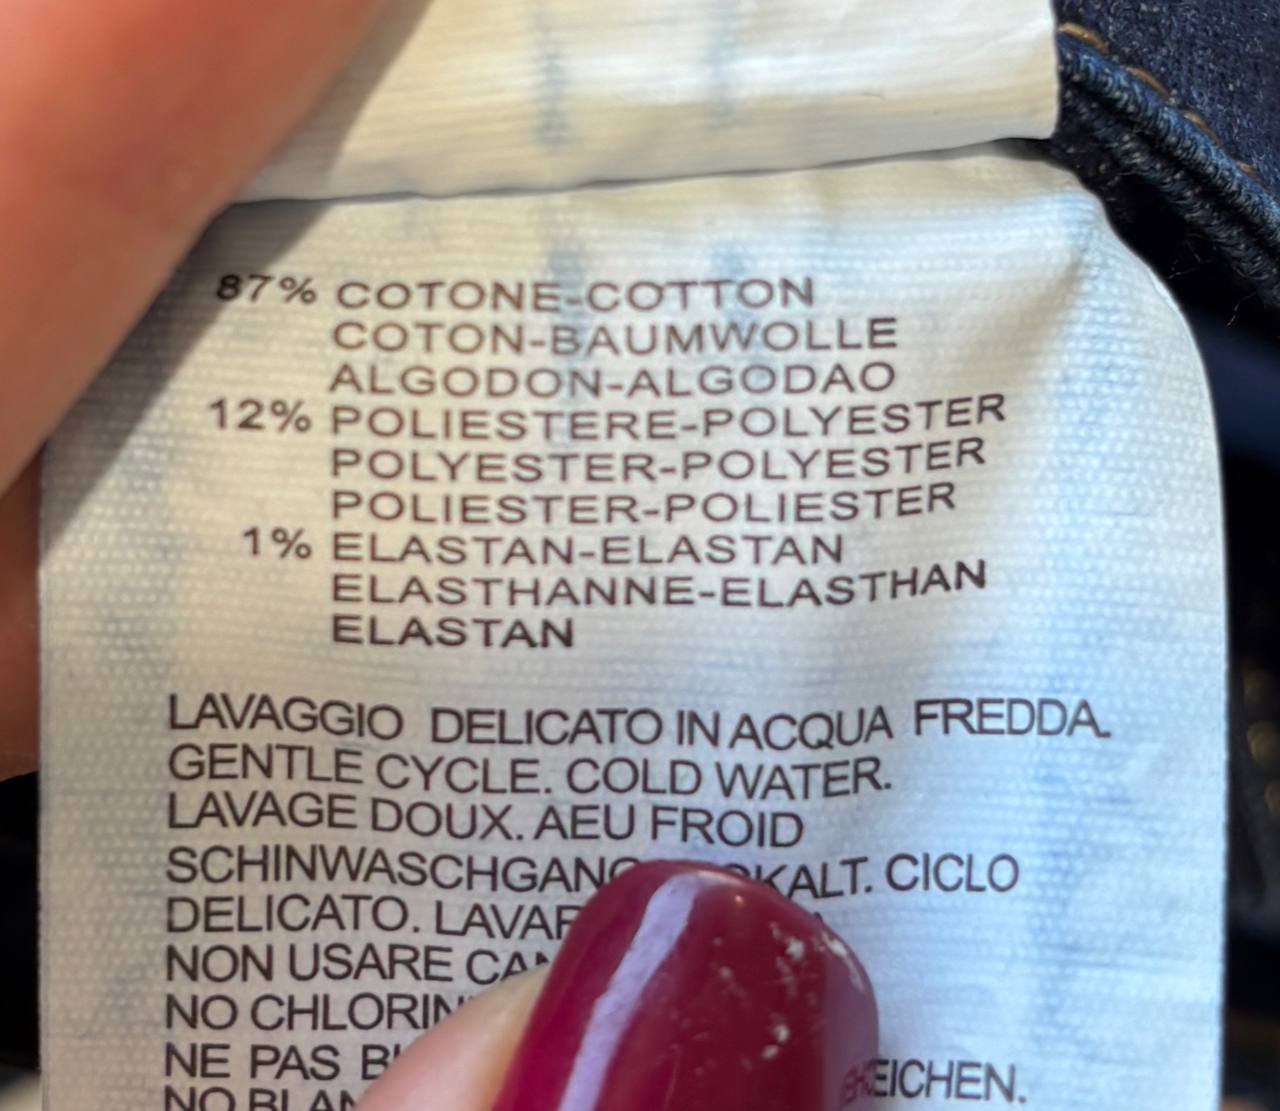 87% COTONE-COTTON
COTON-BAUMWOLLE
ALGODON-ALGODAO
12% POLIESTERE-POLYESTER
POLYESTER-POLYESTER
POLIESTER-POLIESTER
1% ELASTAN-ELASTAN
ELASTHANNE-ELASTHAN
ELASTAN
LAVAGGIO DELICATO IN ACQUA FREDDA.
GENTLE CYCLE. COLD WATER.
LAVAGE DOUX. AEU FROID
SCHINWASCHGANG KALT. CICLO
DELICATO. LAVAR
NON USARE
NO
NE PAS
NO